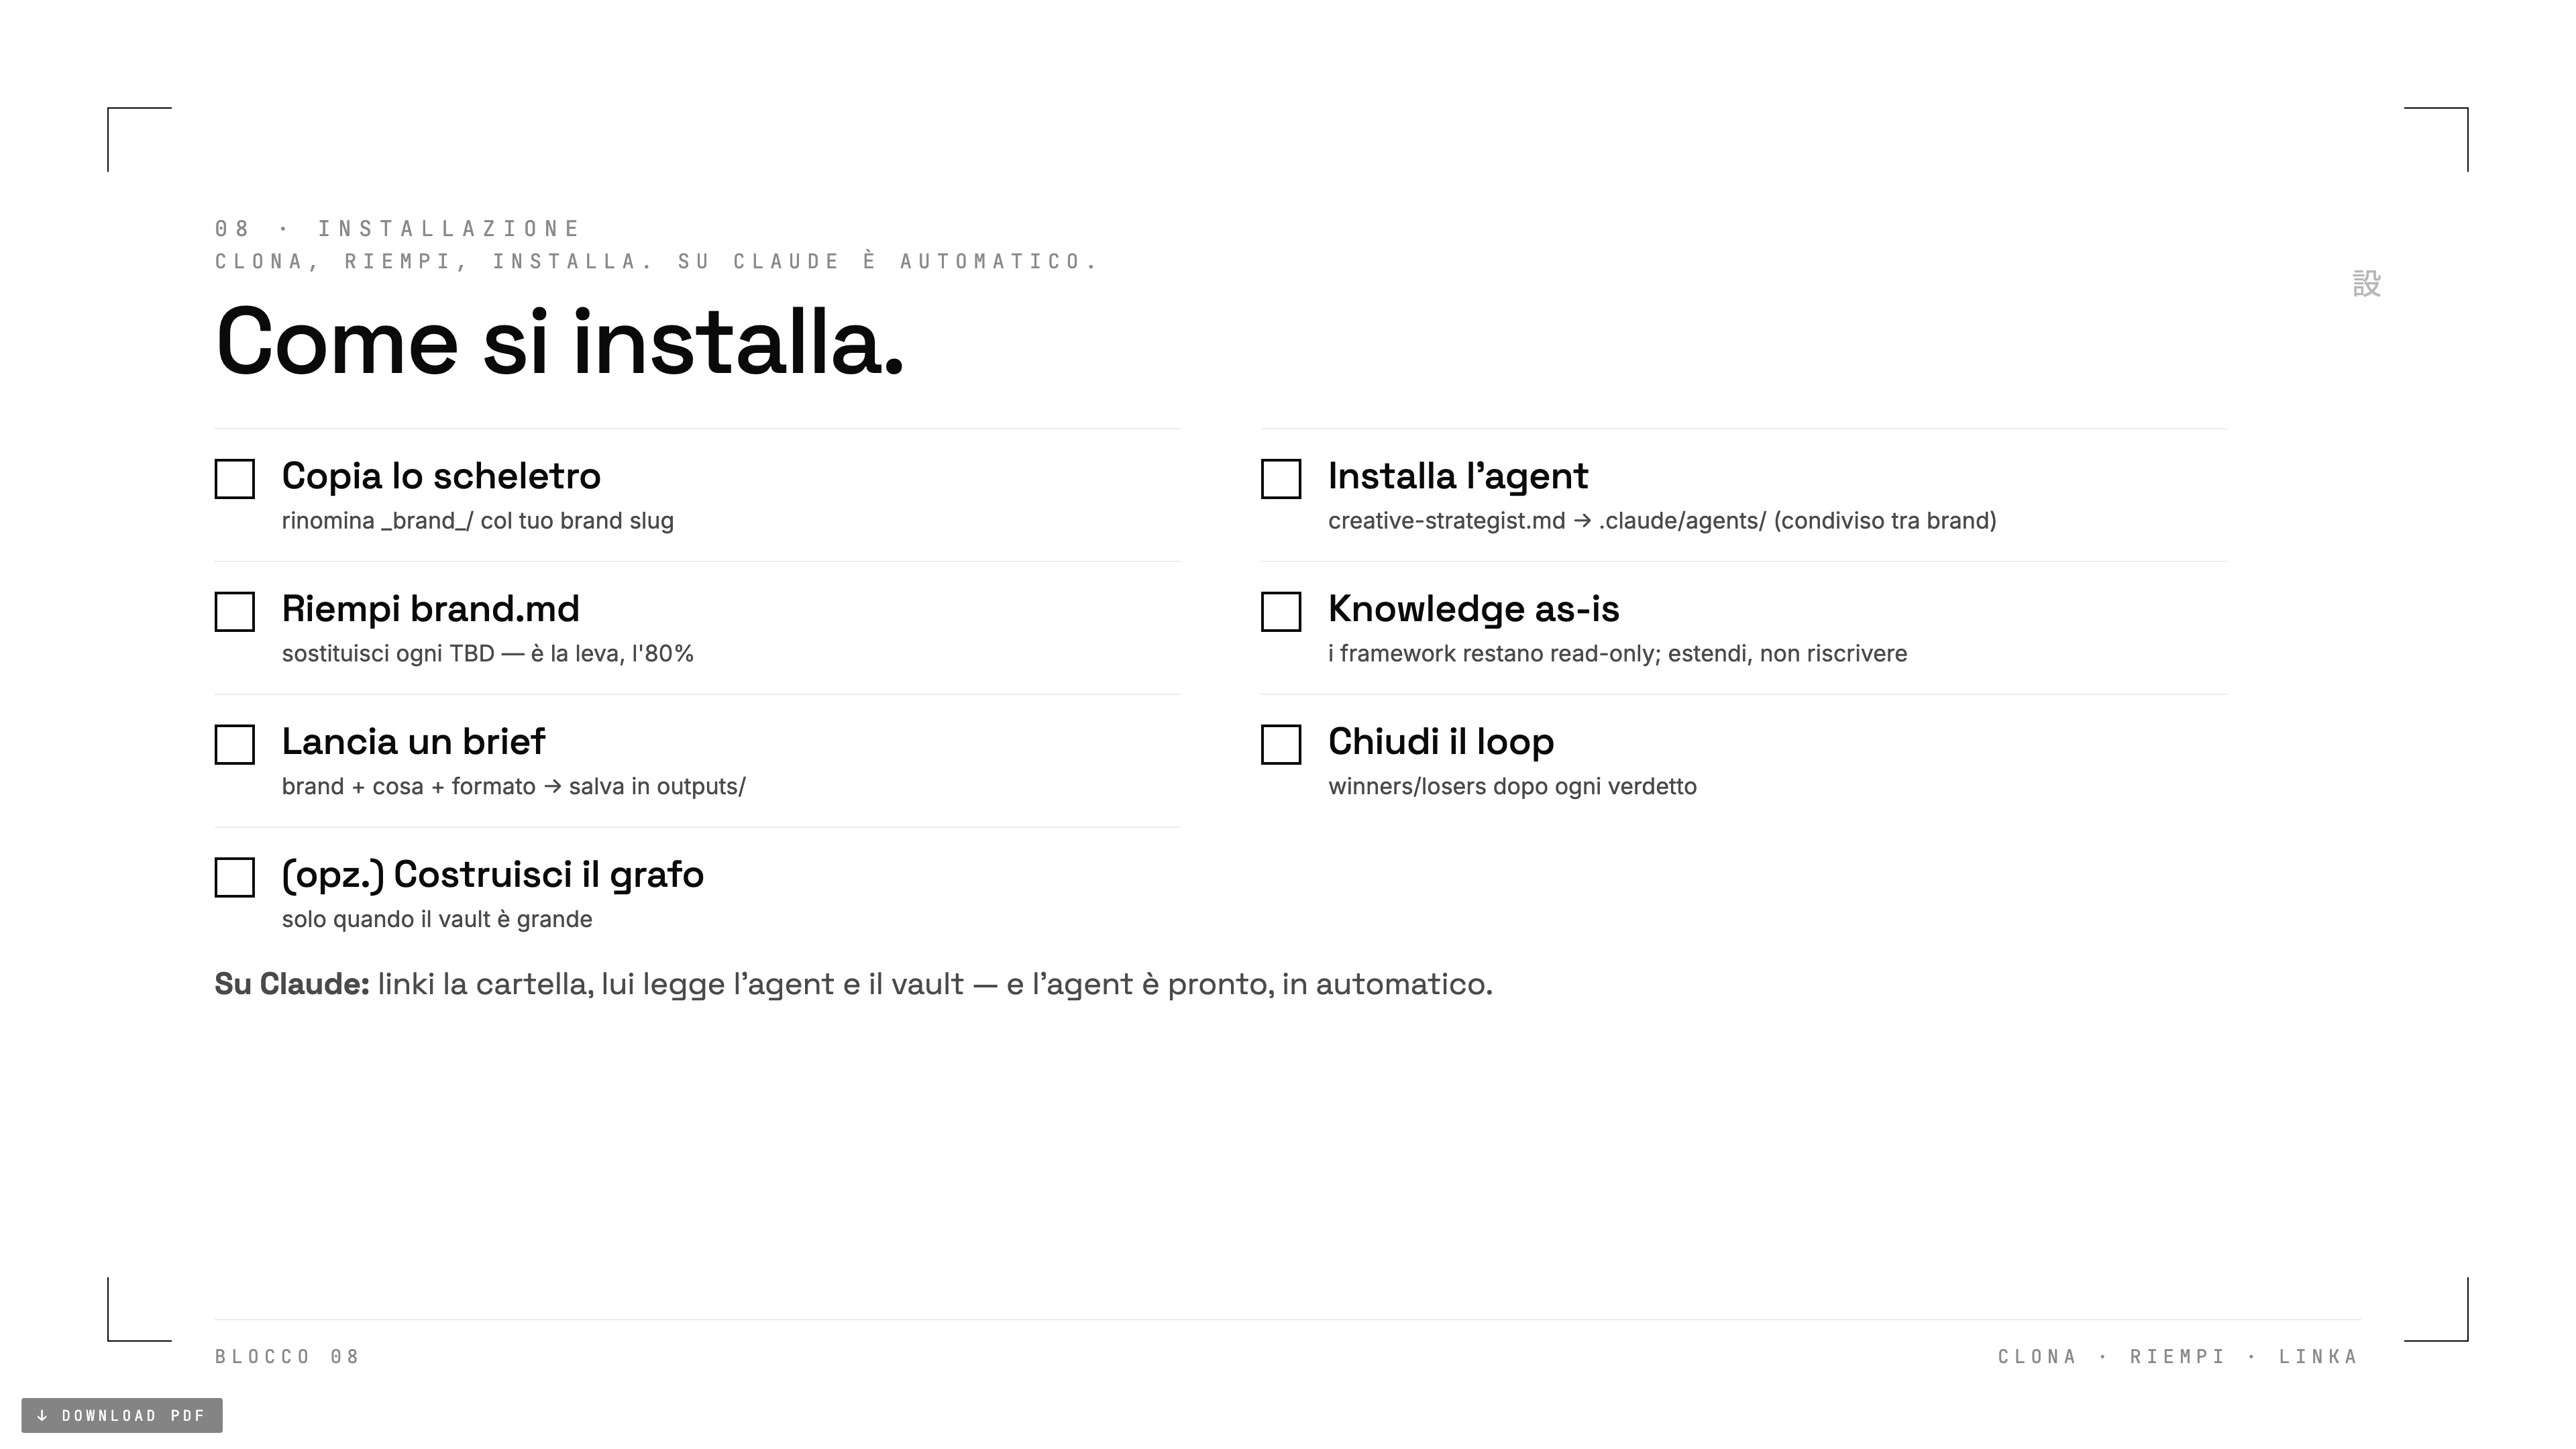 08 · INSTALLAZIONE
CLONA, RIEMPI, INSTALLA. SU CLAUDE È AUTOMATICO.
設
Come si installa.
Copia lo scheletro
rinomina _brand_/ col tuo brand slug
Installa l’agent
creative-strategist.md → .claude/agents/ (condiviso tra brand)
Riempi brand.md
sostituisci ogni TBD — è la leva, l'80%
Knowledge as-is
i framework restano read-only; estendi, non riscrivere
Lancia un brief
brand + cosa + formato → salva in outputs/
Chiudi il loop
winners/losers dopo ogni verdetto
(opz.) Costruisci il grafo
solo quando il vault è grande
Su Claude: linki la cartella, lui legge l’agent e il vault — e l’agent è pronto, in automatico.
BLOCCO 08
CLONA · RIEMPI · LINKA
↓ DOWNLOAD PDF